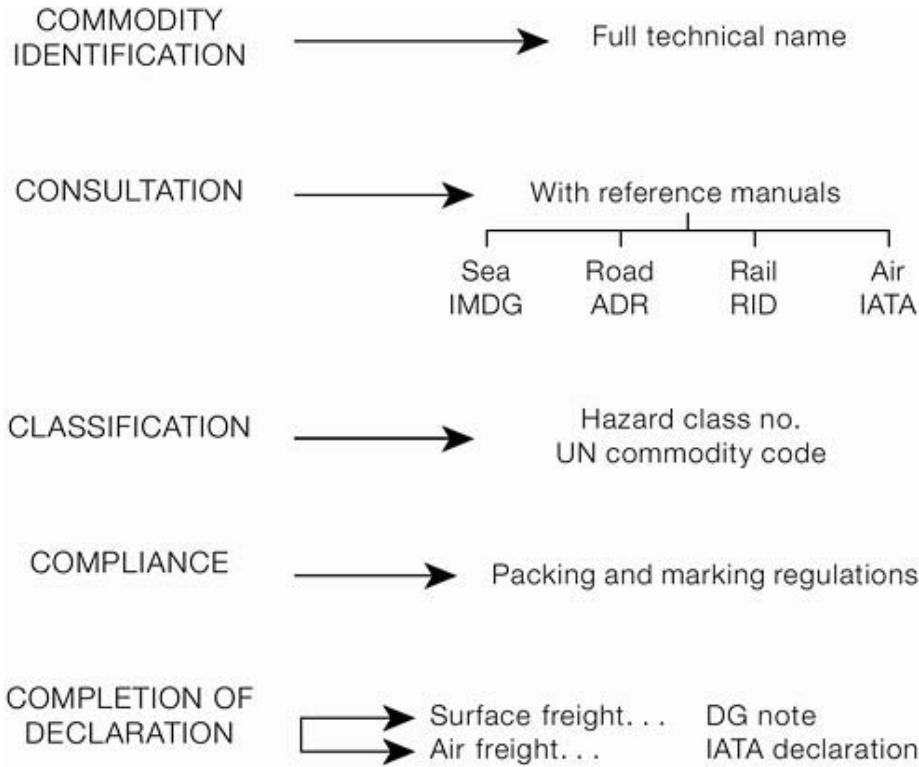 COMMODITY
IDENTIFICATION
Full technical name
CONSULTATION
With reference manuals
Sea
IMDG
Road
ADR
Rail
RID
Air
IATA
CLASSIFICATION
Hazard class no.
UN commodity code
COMPLIANCE
Packing and marking regulations
COMPLETION OF
DECLARATION
Surface freight. . . DG note
Air freight. . . IATA declaration